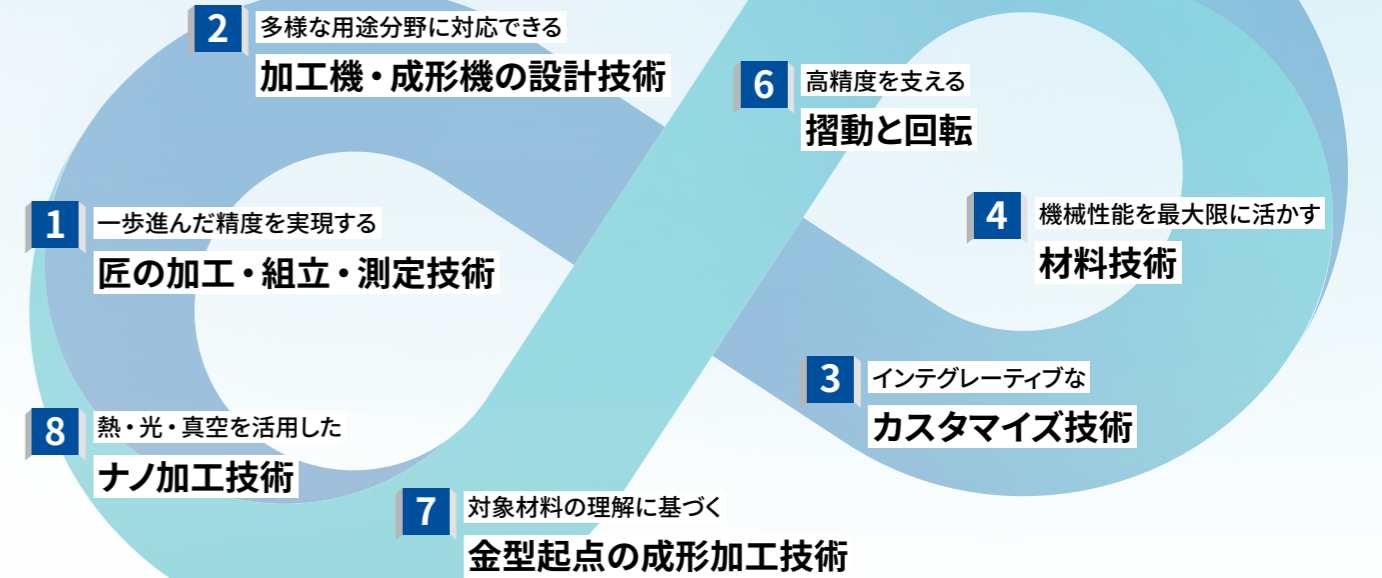 2
多様な用途分野に対応できる
加工機・成形機の設計技術
6
高精度を支える
摺動と回転
1
一歩進んだ精度を実現する
匠の加工・組立・測定技術
4
機械性能を最大限に活かす
材料技術
3
インテグレーティブな
カスタマイズ技術
8
熱・光・真空を活用した
ナノ加工技術
7
対象材料の理解に基づく
金型起点の成形加工技術